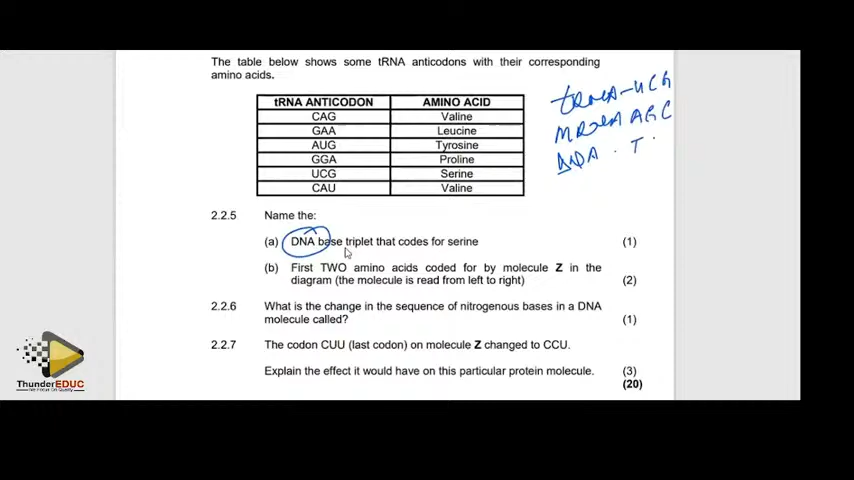 The table below shows some tRNA anticodons with their corresponding
amino acids.
tRNA ANTICODON AMINO ACID
CAG Valine
GAA Leucine
AUG Tyrosine
GGA Proline
UCG Serine
CAU Valine
tRNA - UCG
MRNA AGC
DNA . T .
2.2.5 Name the:
(a) DNA base triplet that codes for serine (1)
(b) First TWO amino acids coded for by molecule Z in the
diagram (the molecule is read from left to right) (2)
2.2.6 What is the change in the sequence of nitrogenous bases in a DNA
molecule called? (1)
2.2.7 The codon CUU (last codon) on molecule Z changed to CCU.
Explain the effect it would have on this particular protein molecule. (3)
(20)
ThunderEDUC